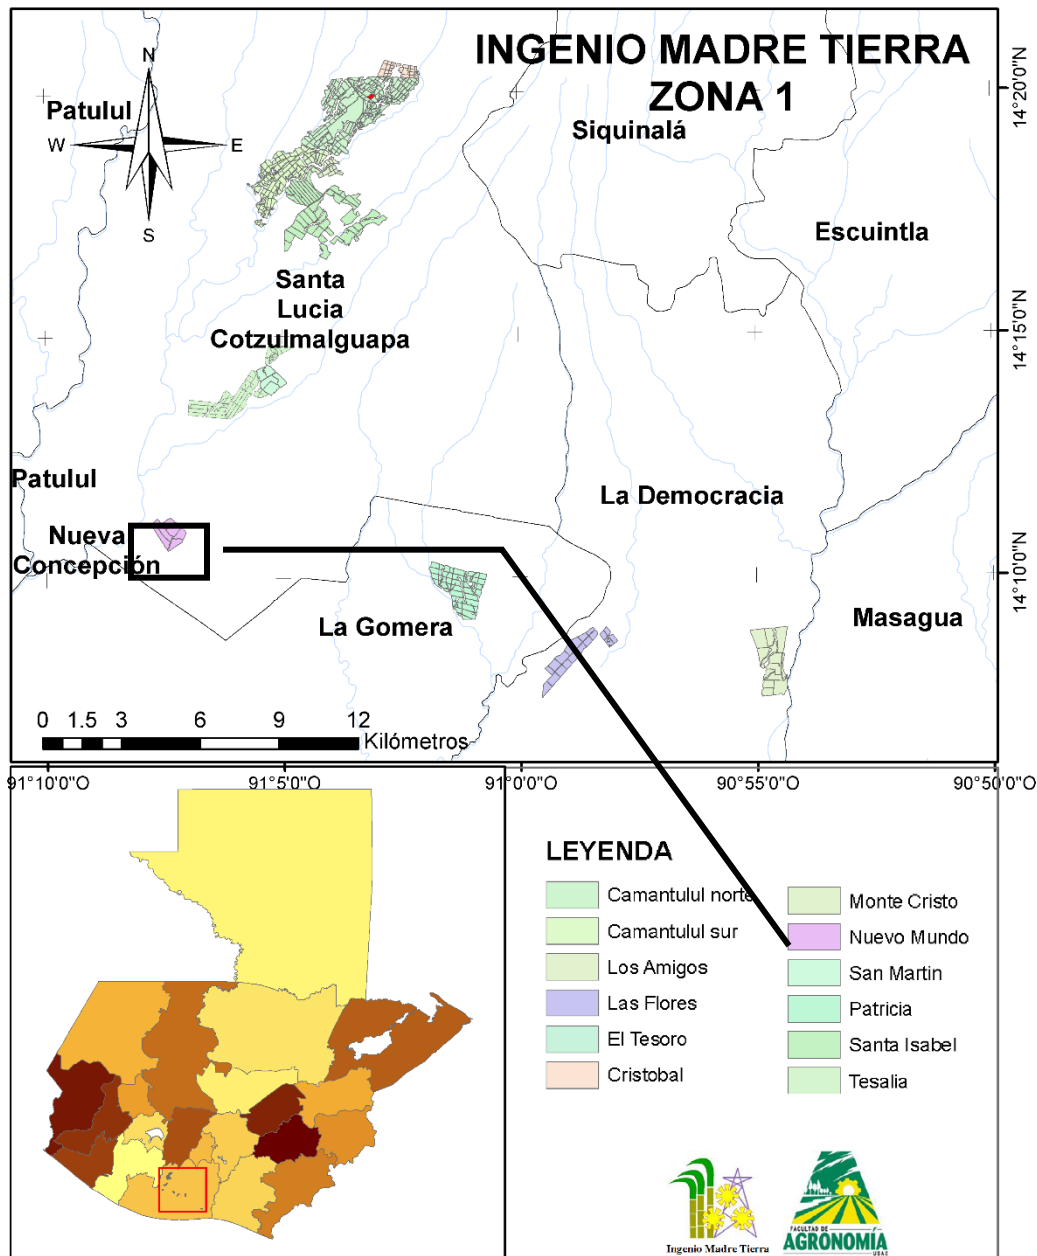 INGENIO MADRE TIERRA
ZONA 1
N
W
E
S
Patulul
Siquinalá
Escuintla
Santa
Lucia
Cotzulmalguapa
Patulul
Nueva
Concepción
La Democracia
La Gomera
Masagua
14°20'0"N
14°15'0"N
14°10'0"N
0 1.5 3 6 9 12
Kilómetros
91°10'0"O 91°5'0"O 91°0'0"O 90°55'0"O 90°50'0"O
LEYENDA
Camantulul norte
Camantulul sur
Los Amigos
Las Flores
El Tesoro
Cristobal
Monte Cristo
Nuevo Mundo
San Martin
Patricia
Santa Isabel
Tesalia
Ingenio Madre Tierra
FACULTAD DE
AGRONOMÍA
USAC